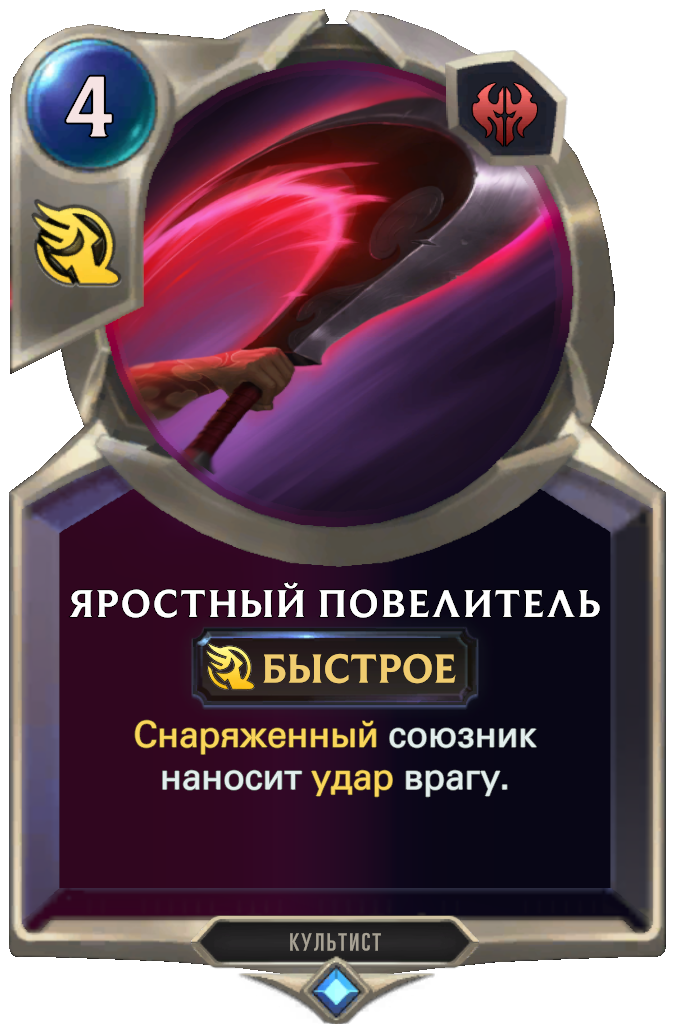 4
ЯРОСТНЫЙ ПОВЕЛИТЕЛЬ
БЫСТРОЕ
Снаряженный союзник
наносит удар врагу.
КУЛЬТИСТ